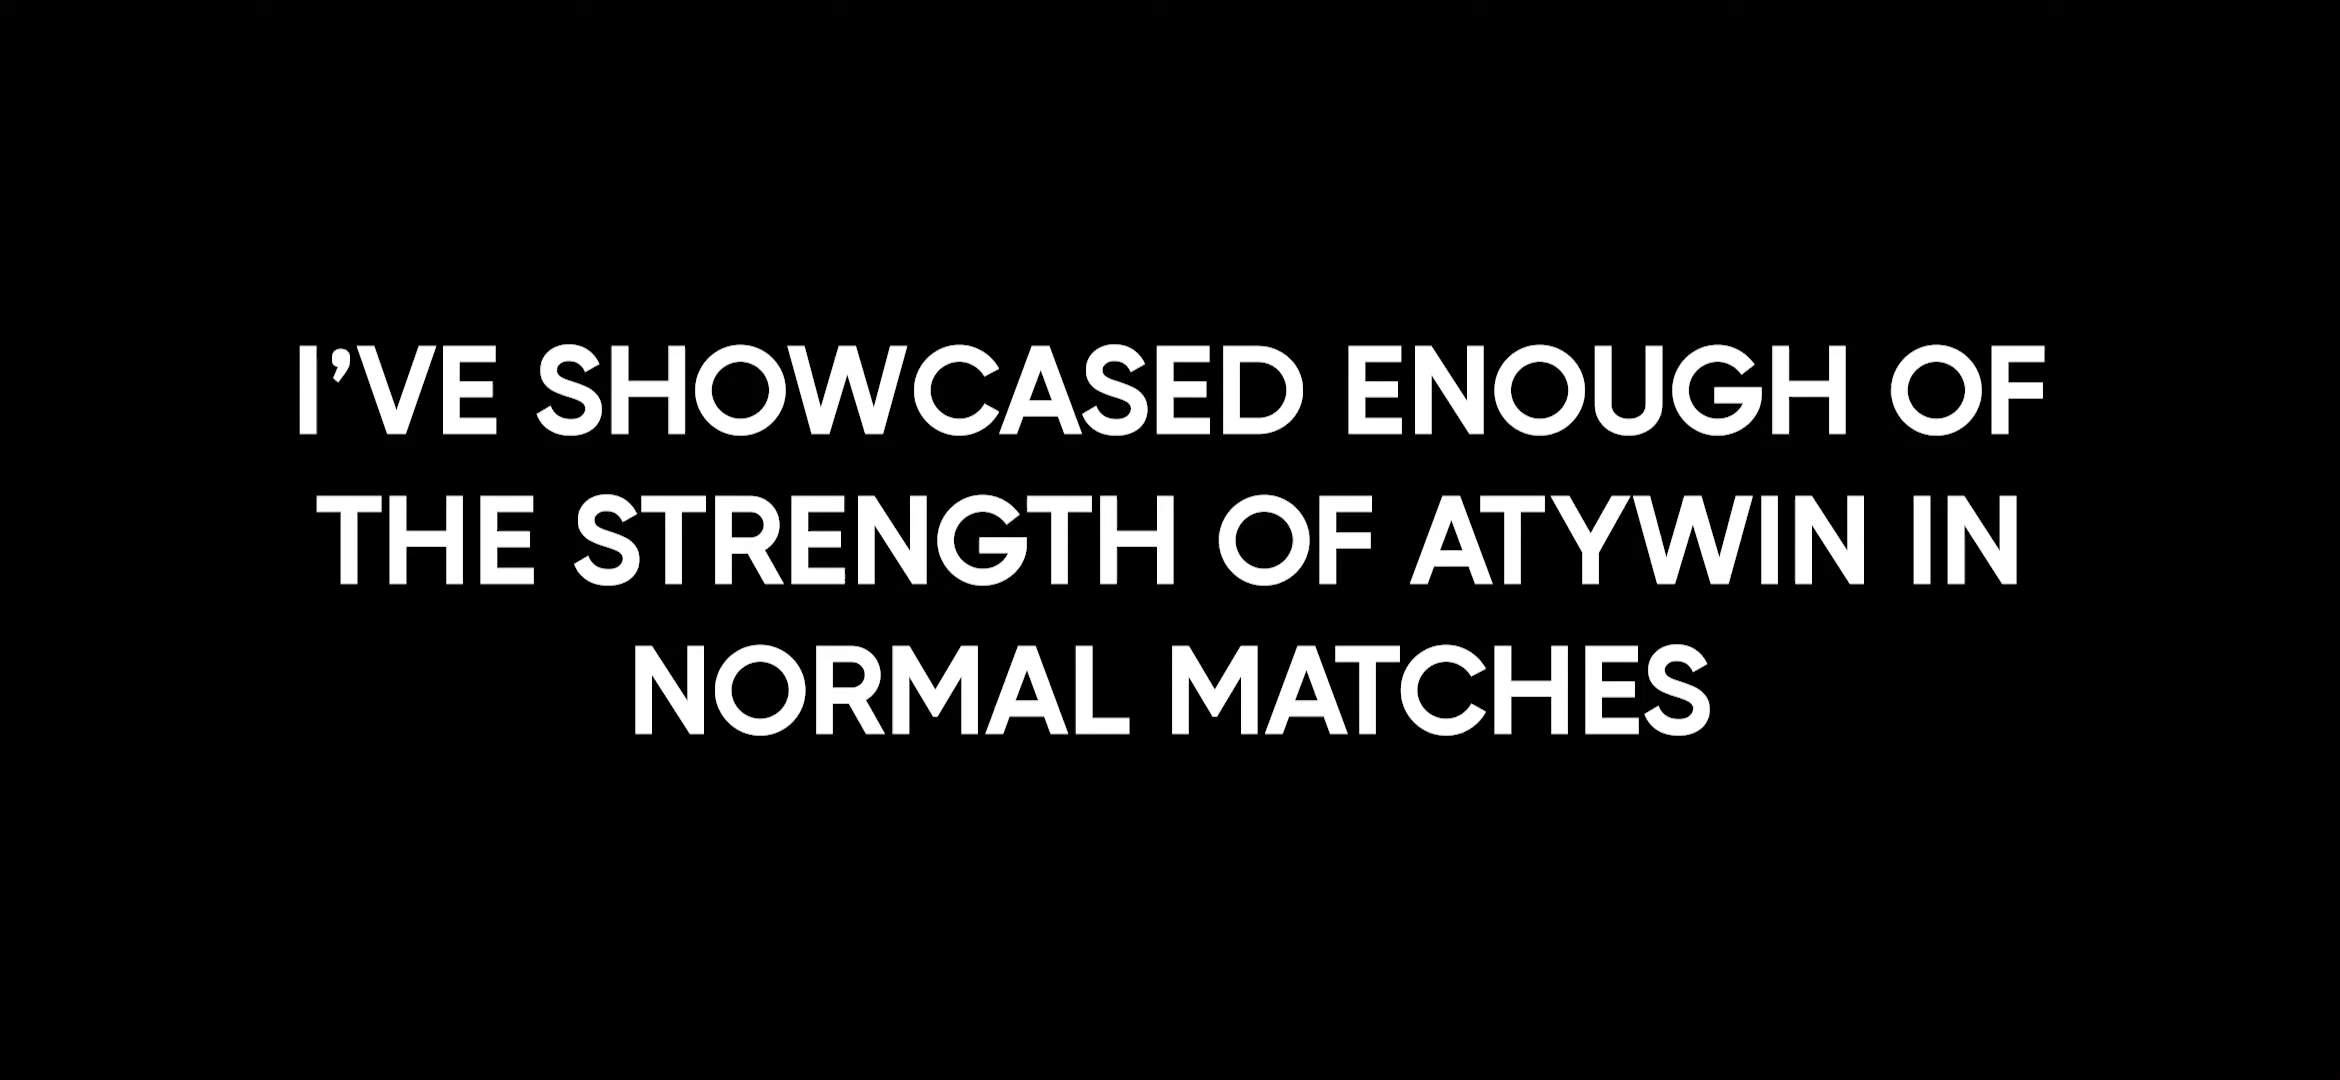 I'VE SHOWCASED ENOUGH OF
THE STRENGTH OF ATYWIN IN
NORMAL MATCHES